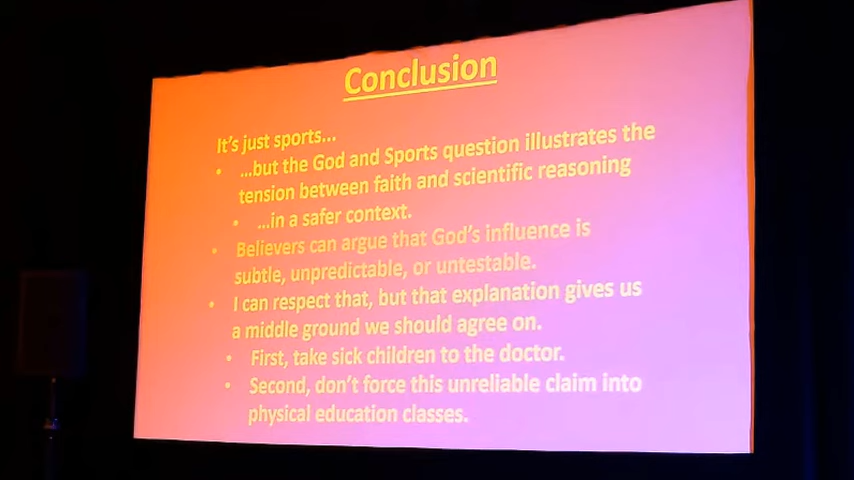 Conclusion
It's just sports...
• ...but the God and Sports question illustrates the
tension between faith and scientific reasoning
• ...in a safer context.
• Believers can argue that God's influence is
subtle, unpredictable, or untestable.
• I can respect that, but that explanation gives us
a middle ground we should agree on.
• First, take sick children to the doctor.
• Second, don't force this unreliable claim into
physical education classes.